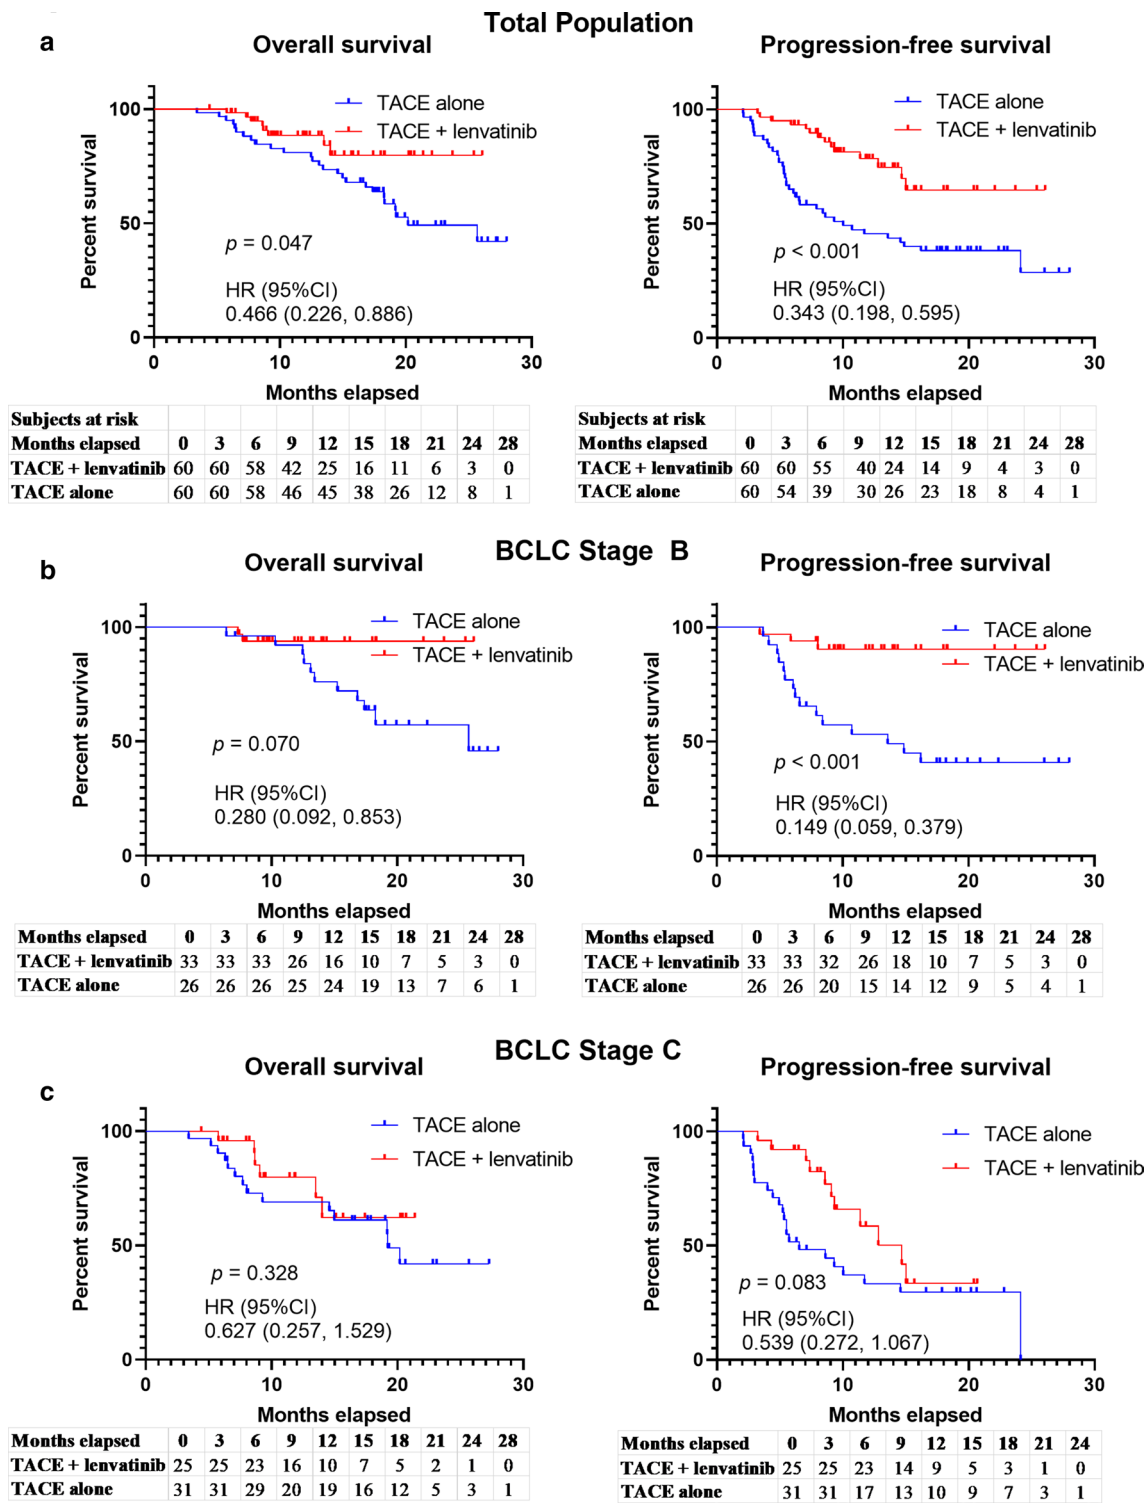 Total Population
a
Overall survival
Progression-free survival
Percent survival
100
50
0
TACE alone
TACE + lenvatinib
p = 0.047
HR (95%CI)
0.466 (0.226, 0.886)
0 10 20 30
Months elapsed
Percent survival
100
50
0
TACE alone
TACE + lenvatinib
p < 0.001
HR (95%CI)
0.343 (0.198, 0.595)
0 10 20 30
Months elapsed
Subjects at risk
Months elapsed 0 3 6 9 12 15 18 21 24 28
TACE + lenvatinib 60 60 58 42 25 16 11 6 3 0
TACE alone 60 60 58 46 45 38 26 12 8 1
Subjects at risk
Months elapsed 0 3 6 9 12 15 18 21 24 28
TACE + lenvatinib 60 60 55 40 24 14 9 4 3 0
TACE alone 60 54 39 30 26 23 18 8 4 1
BCLC Stage B
b
Overall survival
Progression-free survival
Percent survival
100
50
0
TACE alone
TACE + lenvatinib
p = 0.070
HR (95%CI)
0.280 (0.092, 0.853)
0 10 20 30
Months elapsed
Percent survival
100
50
0
TACE alone
TACE + lenvatinib
p < 0.001
HR (95%CI)
0.149 (0.059, 0.379)
0 10 20 30
Months elapsed
Months elapsed 0 3 6 9 12 15 18 21 24 28
TACE + lenvatinib 33 33 33 26 16 10 7 5 3 0
TACE alone 26 26 26 25 24 19 13 7 6 1
Months elapsed 0 3 6 9 12 15 18 21 24 28
TACE + lenvatinib 33 33 32 26 18 10 7 5 3 0
TACE alone 26 26 20 15 14 12 9 5 4 1
BCLC Stage C
c
Overall survival
Progression-free survival
Percent survival
100
50
0
TACE alone
TACE + lenvatinib
p = 0.328
HR (95%CI)
0.627 (0.257, 1.529)
0 10 20 30
Months elapsed
Percent survival
100
50
0
TACE alone
TACE + lenvatinib
p = 0.083
HR (95%CI)
0.539 (0.272, 1.067)
0 10 20 30
Months elapsed
Months elapsed 0 3 6 9 12 15 18 21 24 28
TACE + lenvatinib 25 25 23 16 10 7 5 2 1 0
TACE alone 31 31 29 20 19 16 12 5 3 1
Months elapsed 0 3 6 9 12 15 18 21 24
TACE + lenvatinib 25 25 23 14 9 5 3 1 0
TACE alone 31 31 17 13 10 9 7 3 1